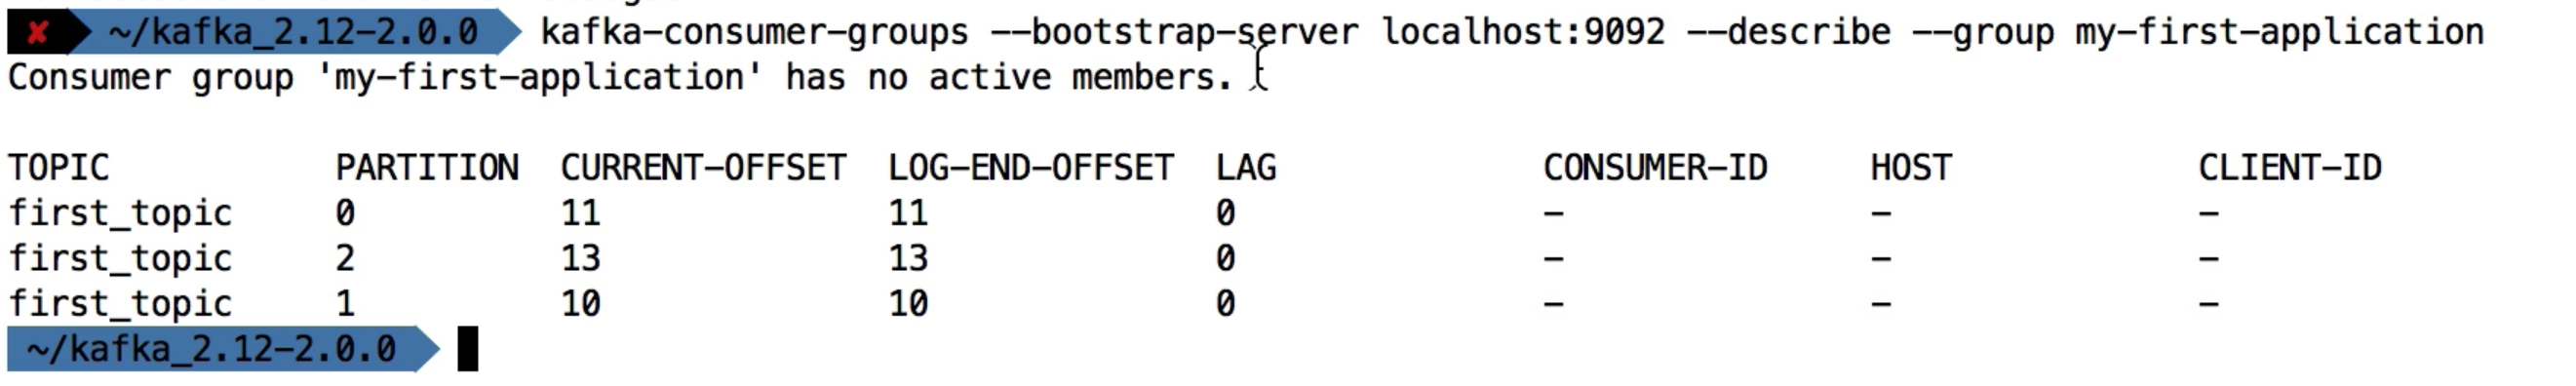 ✘ ~/kafka_2.12-2.0.0 kafka-consumer-groups --bootstrap-server localhost:9092 --describe --group my-first-application
Consumer group 'my-first-application' has no active members.
TOPIC PARTITION CURRENT-OFFSET LOG-END-OFFSET LAG CONSUMER-ID HOST CLIENT-ID
first_topic 0 11 11 0 - - -
first_topic 2 13 13 0 - - -
first_topic 1 10 10 0 - - -
~/kafka_2.12-2.0.0